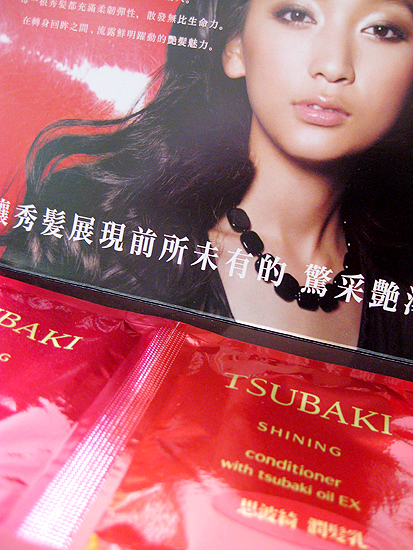 秀髮都充滿柔韌彈性,散發無比生命力。
在轉身回眸之間,流露鮮明躍動的艷髮魅力。
讓秀髮展現前所未有的 驚采艷
SUBAKI
NG
TSUBAKI
SHINING
conditioner
with tsubaki oil EX
思波綺 潤髮乳